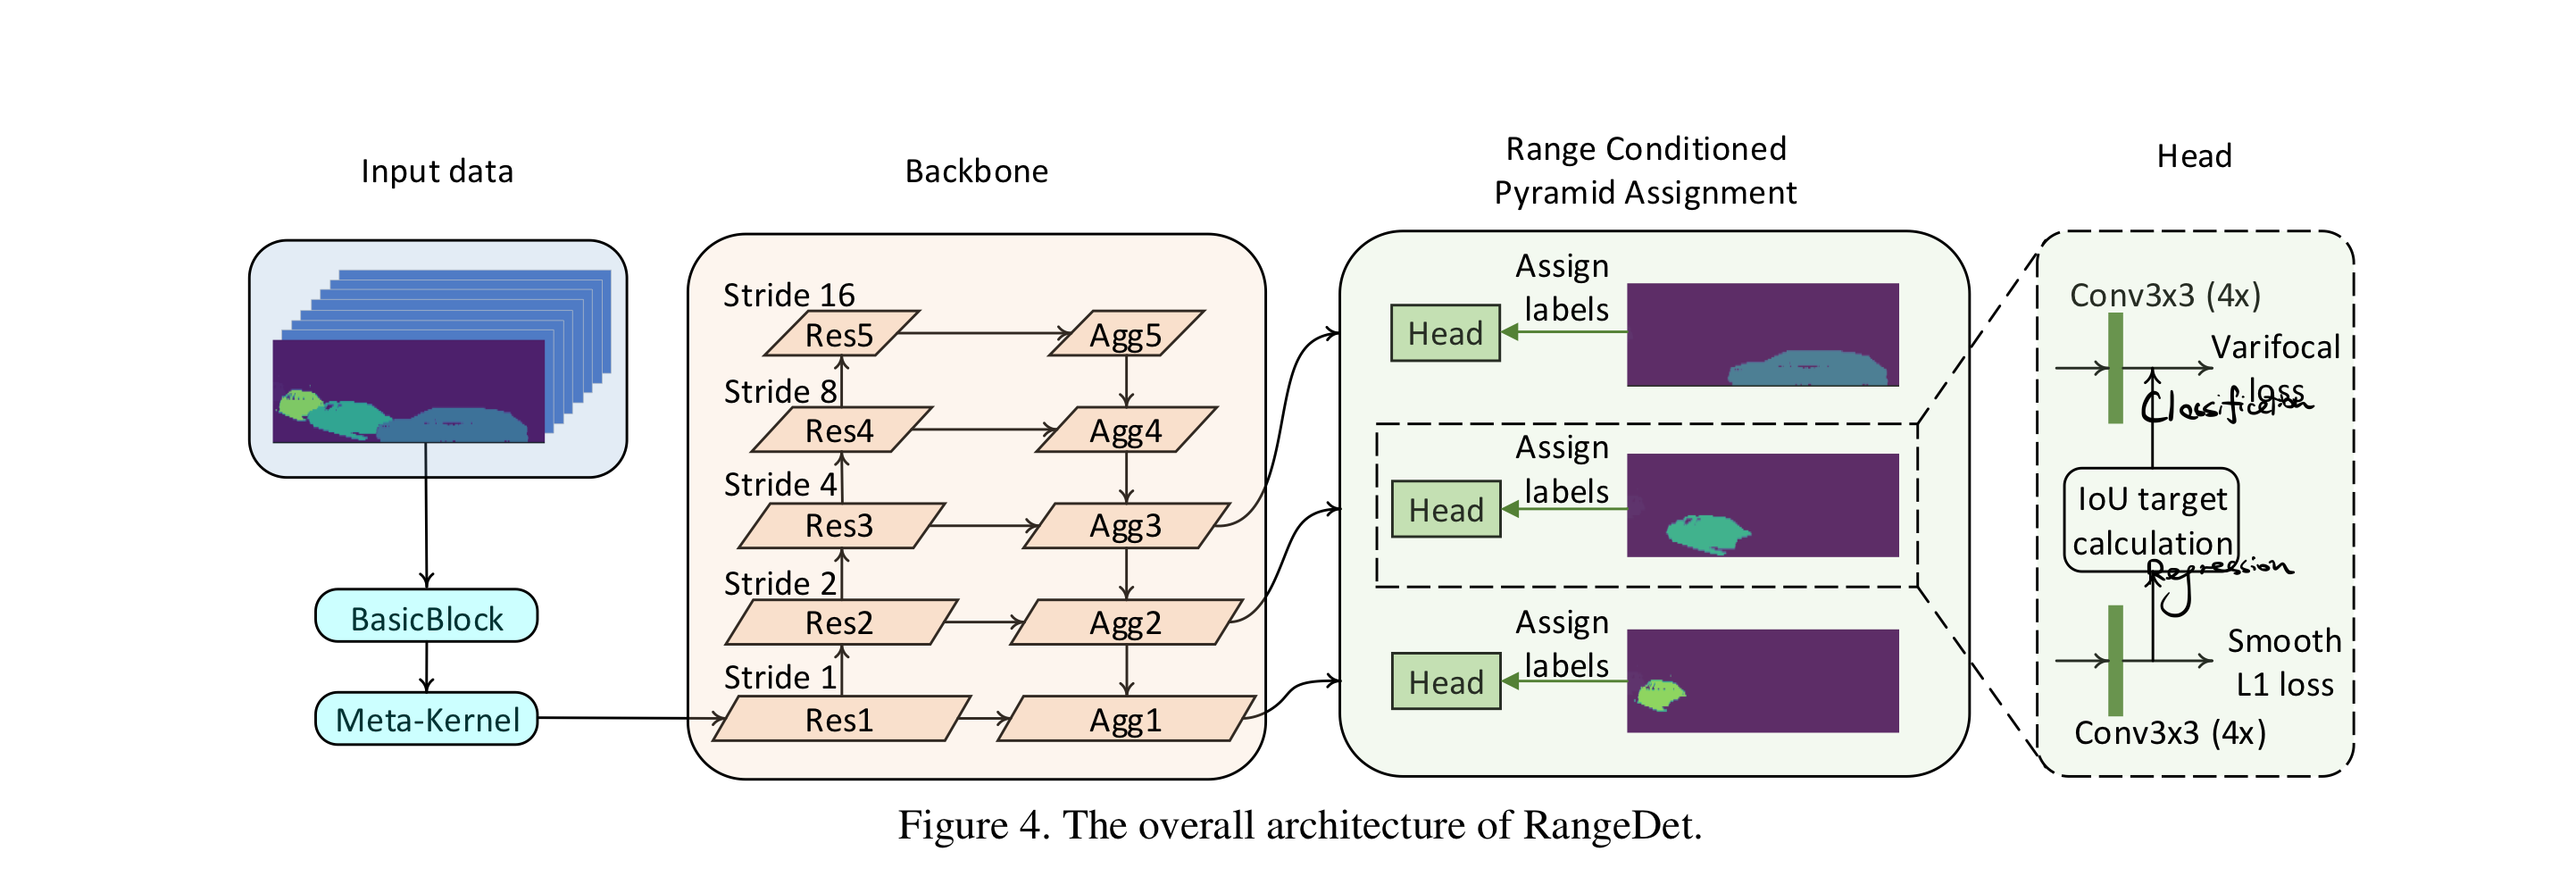 Input data
BasicBlock
Meta-Kernel
Backbone
Stride 16
Res5
Agg5
Stride 8
Res4
Agg4
Stride 4
Res3
Agg3
Stride 2
Res2
Agg2
Stride 1
Res1
Agg1
Range Conditioned
Pyramid Assignment
Assign
labels
Head
Assign
labels
Head
Assign
labels
Head
Head
Conv3x3 (4x)
Varifocal
loss
Classification
IoU target
calculation
Regression
Smooth
L1 loss
Conv3x3 (4x)
Figure 4. The overall architecture of RangeDet.